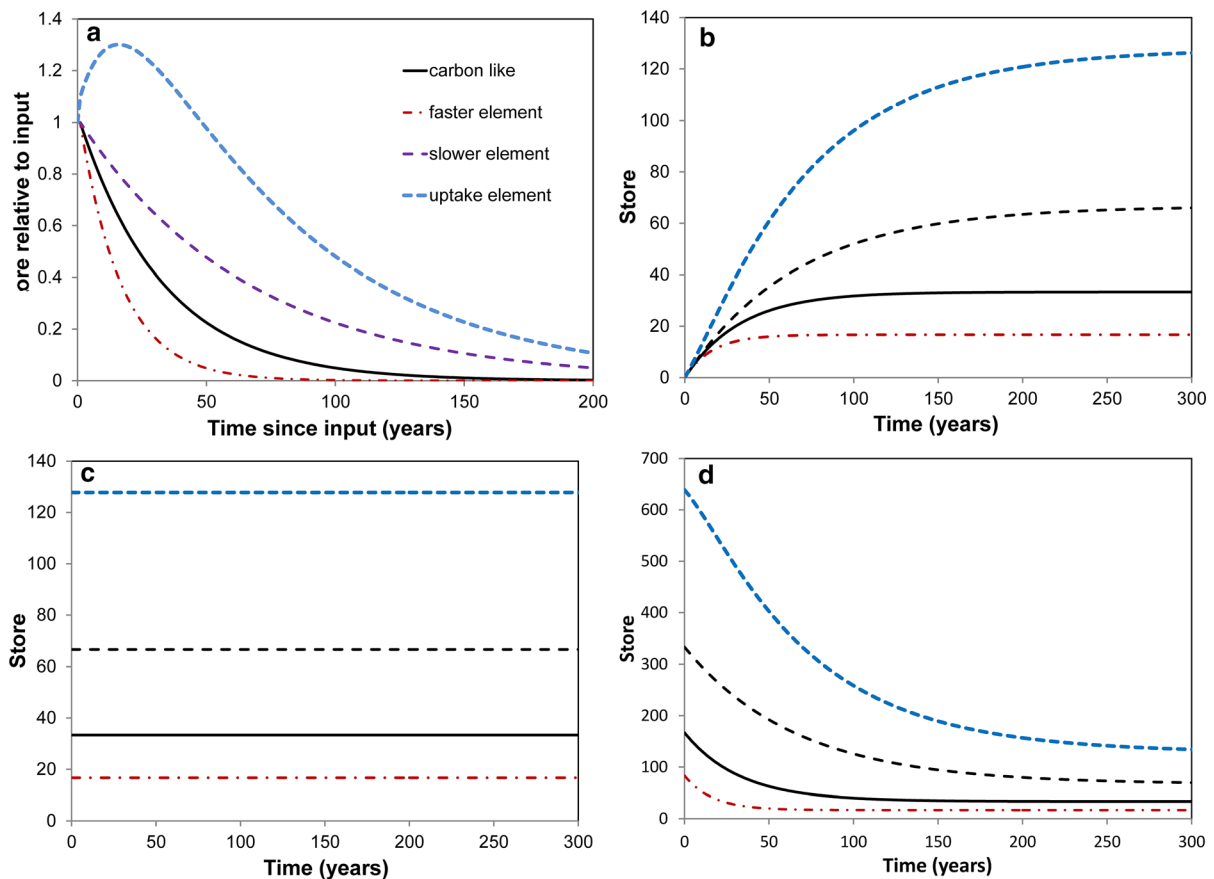 a
1.4
1.2
1
0.8
0.6
0.4
0.2
0
ore relative to input
carbon like
faster element
slower element
uptake element
0 50 100 150 200
Time since input (years)
b
140
120
100
80
60
40
20
0
Store
0 50 100 150 200 250 300
Time (years)
c
140
120
100
80
60
40
20
0
Store
0 50 100 150 200 250 300
Time (years)
d
700
600
500
400
300
200
100
0
Store
0 50 100 150 200 250 300
Time (years)